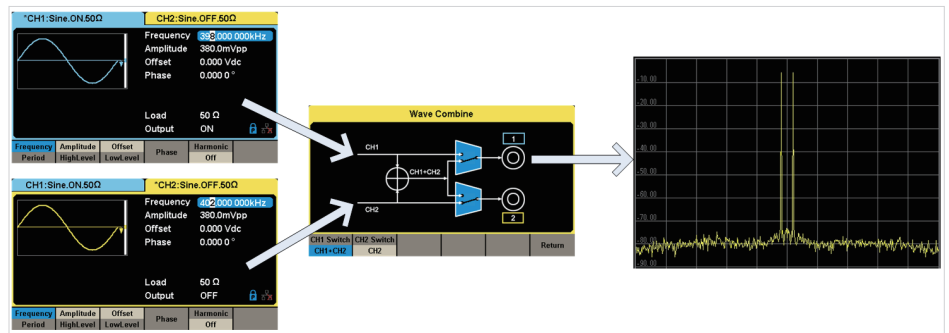 *CH1:Sine.ON.50Ω CH2:Sine.OFF.50Ω
Frequency 398.000 000kHz
Amplitude 380.0mVpp
Offset 0.000 Vdc
Phase 0.000 0 °
Load 50 Ω
Output ON
Frequency Amplitude Offset Phase Harmonic
Period HighLevel LowLevel Off
CH1:Sine.ON.50Ω *CH2:Sine.OFF.50Ω
Frequency 402.000 000kHz
Amplitude 380.0mVpp
Offset 0.000 Vdc
Phase 0.000 0 °
Load 50 Ω
Output OFF
Frequency Amplitude Offset Phase Harmonic
Period HighLevel LowLevel Off
Wave Combine
CH1
1
CH1+CH2
CH2
2
CH1 Switch CH2 Switch Return
CH1+CH2 CH2
-10.00
-20.00
-30.00
-40.00
-50.00
-60.00
-70.00
-80.00
-90.00